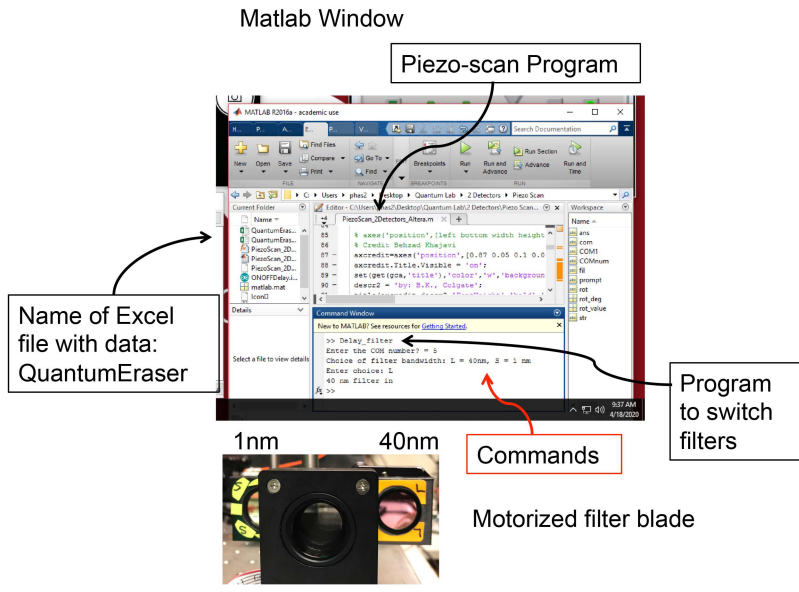 Matlab Window
Piezo-scan Program
MATLAB R2016a - academic use
H... P... A... E... P... V...
Search Documentation
New Open Save
Find Files
Compare
Print
Go To
Find
Breakpoints
Run
Run and Advance
Run Section
Advance
Run and Time
FILE NAVIGATE BREAKPOINTS RUN
C: Users phas2 Desktop Quantum Lab 2 Detectors Piezo Scan
Current Folder
Name
QuantumEras...
QuantumEras...
PiezoScan_2D...
PiezoScan_2D...
PiezoScan_2D...
ONOFFDelay.i...
matlab.mat
Details
Select a file to view details
Editor - C:\Users\phas2\Desktop\Quantum Lab\2 Detectors\Piezo Scan...
+4
PiezoScan_2Detectors_Altera.m
85 % axes('position',[left bottom width height
86 % Credit Behzad Khajavi
87 - axcredit=axes('position',[0.87 0.05 0.1 0.0
88 - axcredit.Title.Visible = 'on';
89 - set(get(gca,'title'),'color','w','backgroun
90 - descr2 = 'by: B.K., Colgate';
Workspace
Name
ans
com
COM1
COMnum
fil
prompt
rot
rot_deg
rot_value
str
Command Window
New to MATLAB? See resources for Getting Started.
>> Delay_filter
Enter the COM number? = 5
Choice of filter bandwidth: L = 40nm, S = 1 nm
Enter choice: L
40 nm filter in
fx >>
9:37 AM
4/18/2020
Name of Excel
file with data:
QuantumEraser
Program
to switch
filters
Commands
1nm 40nm
S
S
L
L
Motorized filter blade